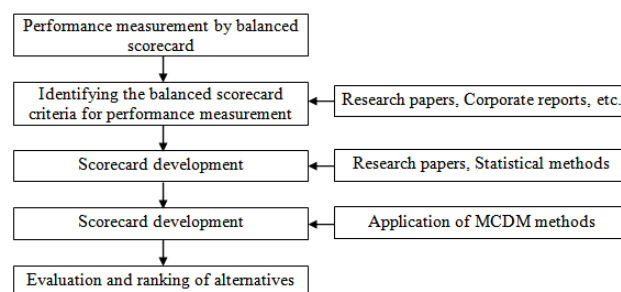 Performance measurement by balanced
scorecard
Identifying the balanced scorecard
criteria for performance measurement
Research papers, Corporate reports, etc.
Scorecard development
Research papers, Statistical methods
Scorecard development
Application of MCDM methods
Evaluation and ranking of alternatives